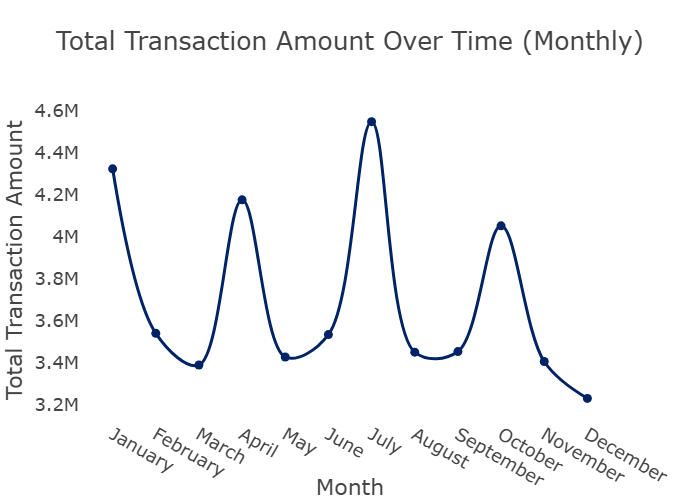 Total Transaction Amount Over Time (Monthly)
Total Transaction Amount
4.6M
4.4M
4.2M
4M
3.8M
3.6M
3.4M
3.2M
January
February
March
April
May
June
July
August
September
October
November
December
Month